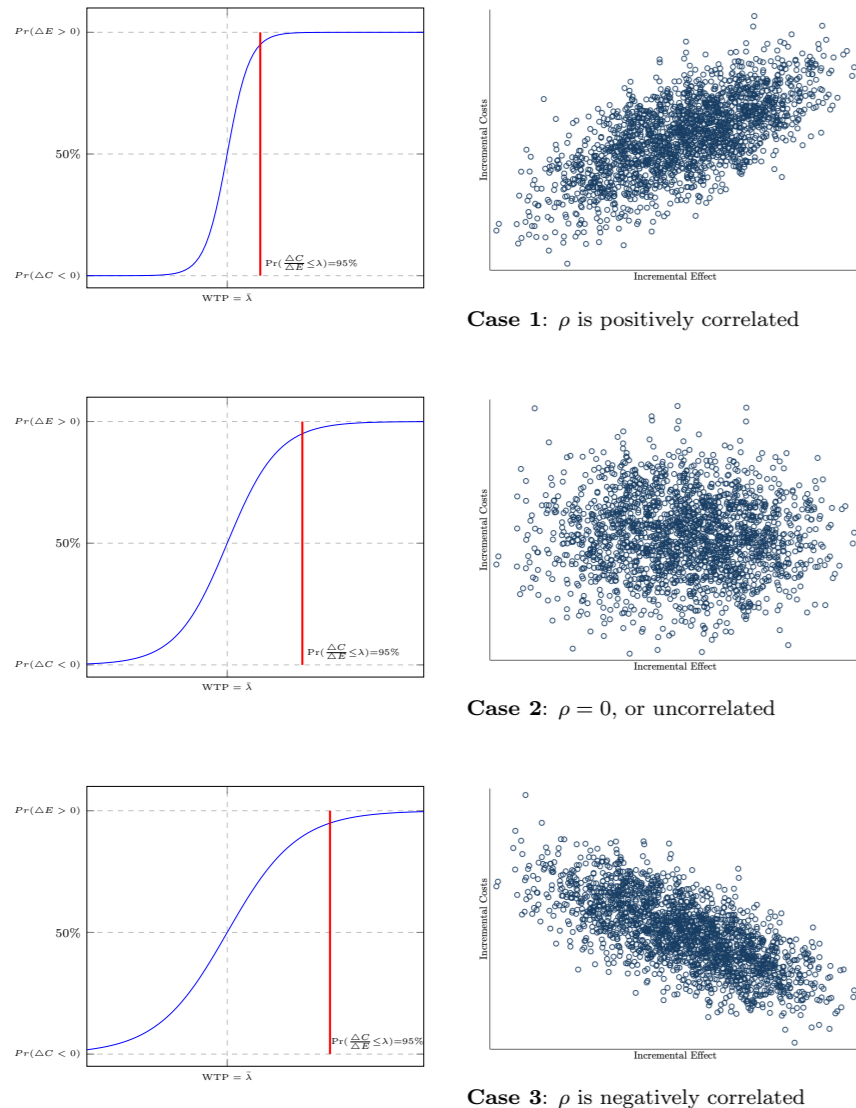 Pr(△E > 0)
50%
Pr(△C < 0)
Pr(△C/△E ≤λ)=95%
WTP = λ̄
Incremental Costs
Incremental Effect
Case 1: ρ is positively correlated
Pr(△E > 0)
50%
Pr(△C < 0)
Pr(△C/△E ≤λ)=95%
WTP = λ̄
Incremental Costs
Incremental Effect
Case 2: ρ = 0, or uncorrelated
Pr(△E > 0)
50%
Pr(△C < 0)
Pr(△C/△E ≤λ)=95%
WTP = λ̄
Incremental Costs
Incremental Effect
Case 3: ρ is negatively correlated